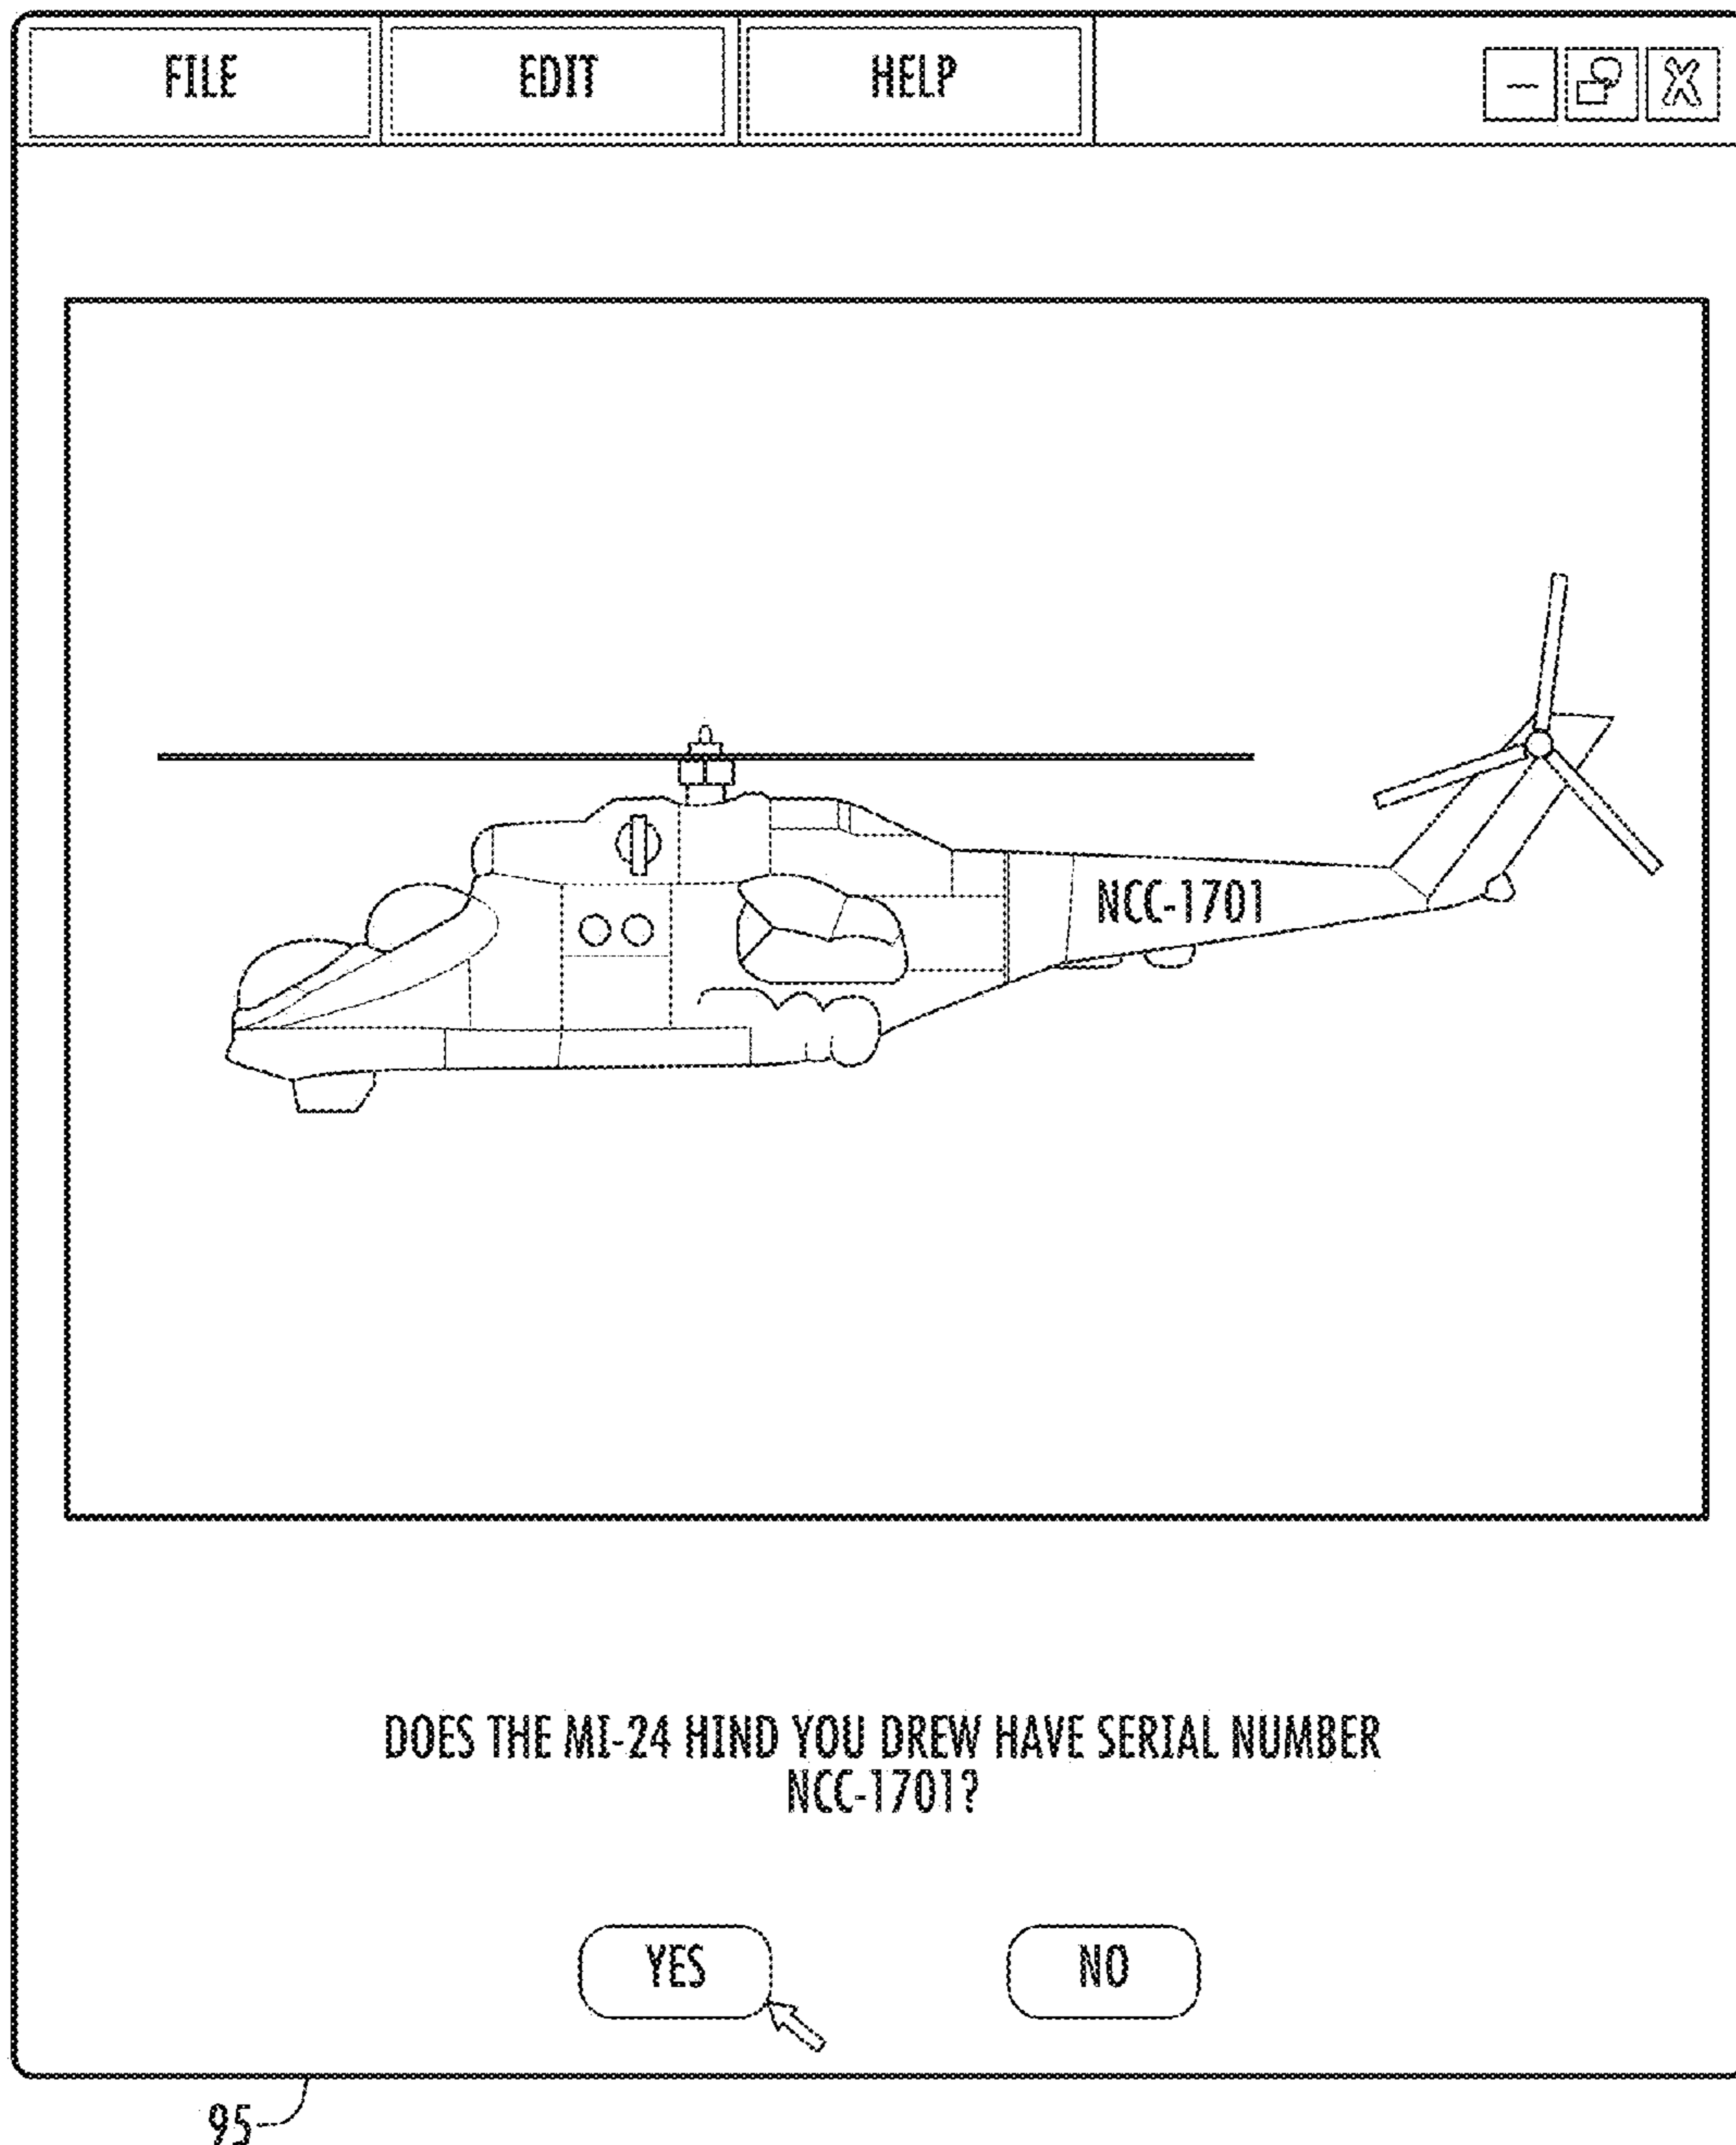 FILE EDIT HELP
NCC-1701
DOES THE MI-24 HIND YOU DREW HAVE SERIAL NUMBER
NCC-1701?
YES NO
95